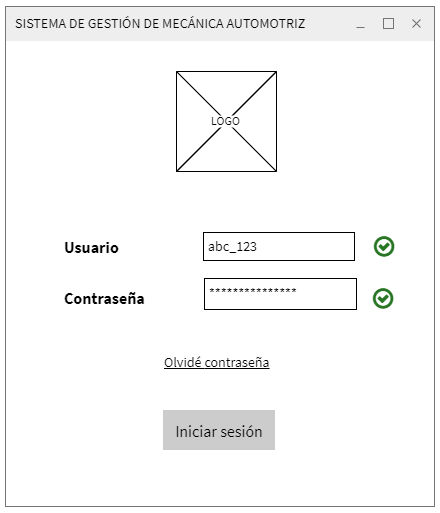 SISTEMA DE GESTIÓN DE MECÁNICA AUTOMOTRIZ
LOGO
Usuario
abc_123
Contraseña
***************
Olvidé contraseña
Iniciar sesión